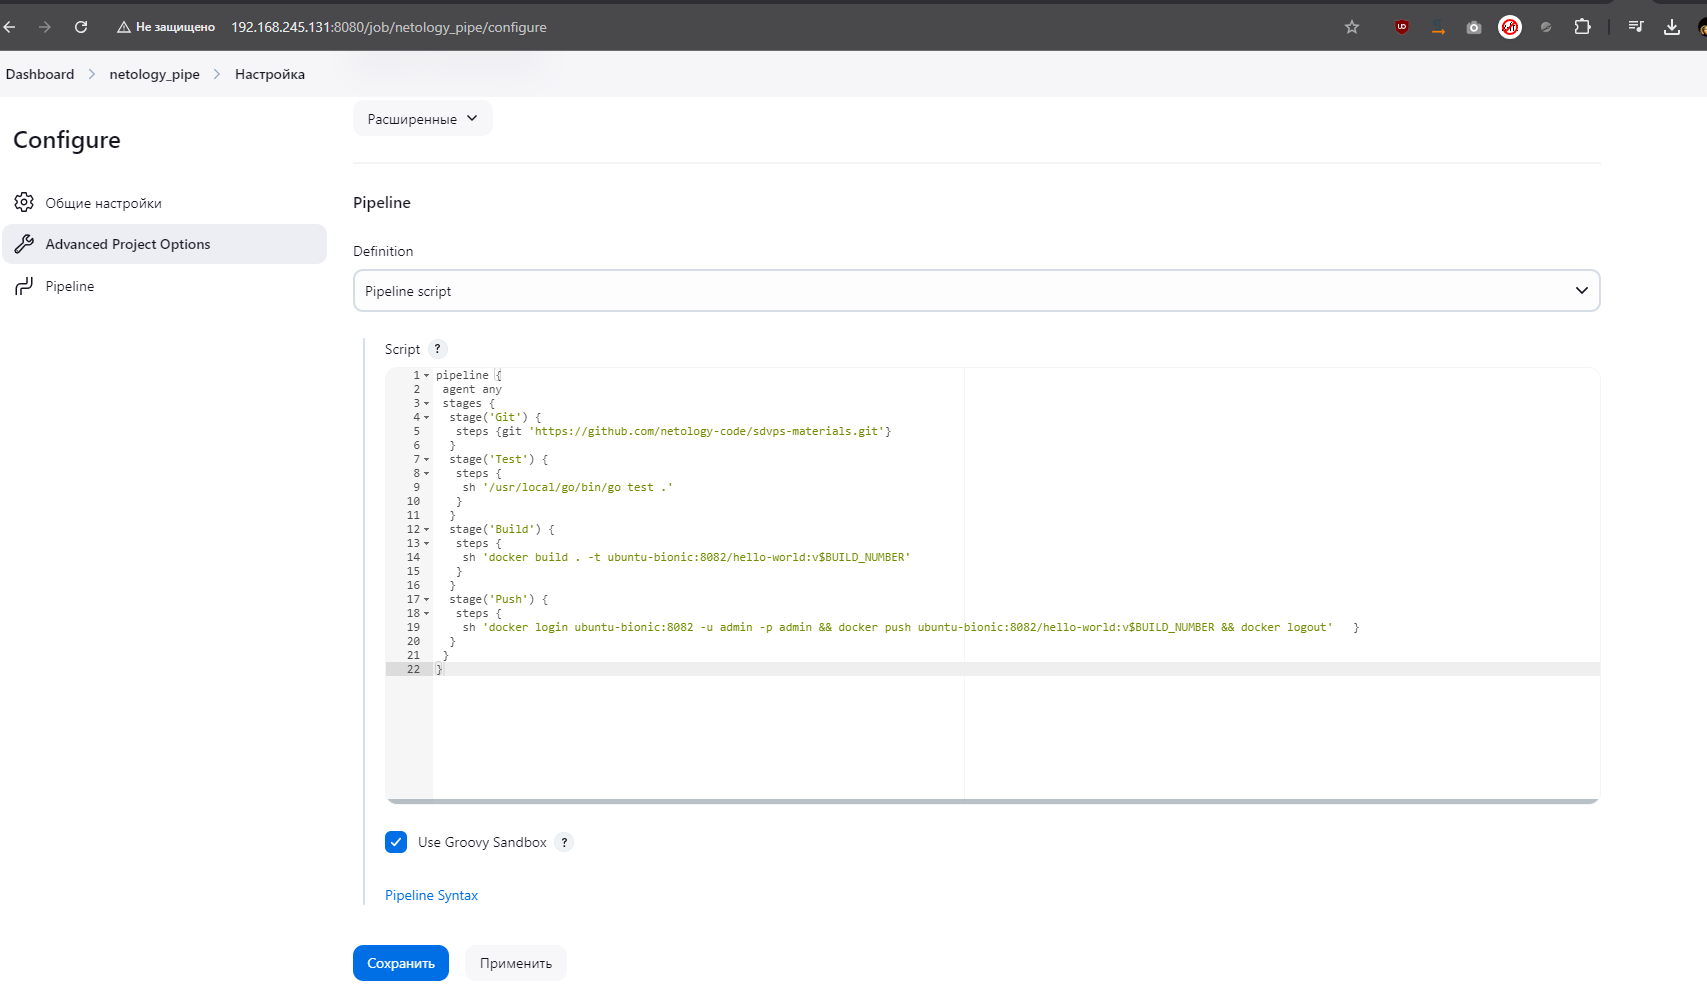 Не защищено 192.168.245.131:8080/job/netology_pipe/configure
Dashboard netology_pipe Настройка
Configure
Общие настройки
Advanced Project Options
Pipeline
Расширенные
Pipeline
Definition
Pipeline script
Script ?
1 pipeline {
2 agent any
3 stages {
4 stage('Git') {
5 steps {git 'https://github.com/netology-code/sdvps-materials.git'}
6 }
7 stage('Test') {
8 steps {
9 sh '/usr/local/go/bin/go test .'
10 }
11 }
12 stage('Build') {
13 steps {
14 sh 'docker build . -t ubuntu-bionic:8082/hello-world:v$BUILD_NUMBER'
15 }
16 }
17 stage('Push') {
18 steps {
19 sh 'docker login ubuntu-bionic:8082 -u admin -p admin && docker push ubuntu-bionic:8082/hello-world:v$BUILD_NUMBER && docker logout' }
20 }
21 }
22 }
Use Groovy Sandbox ?
Pipeline Syntax
Сохранить Применить